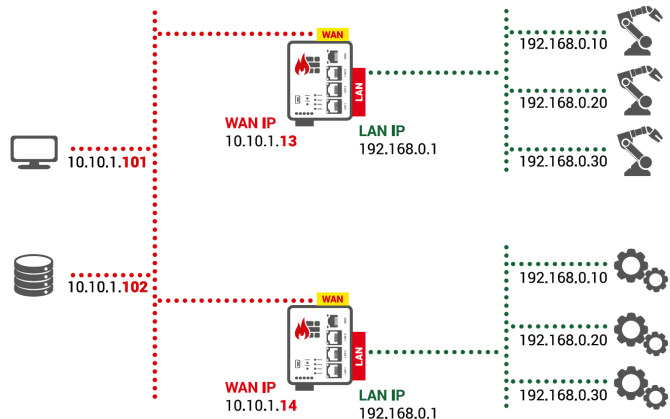 WAN
192.168.0.10
LAN
192.168.0.20
WAN IP
10.10.1.13
LAN IP
192.168.0.1
192.168.0.30
10.10.1.101
10.10.1.102
192.168.0.10
WAN
192.168.0.20
LAN
WAN IP
10.10.1.14
LAN IP
192.168.0.1
192.168.0.30